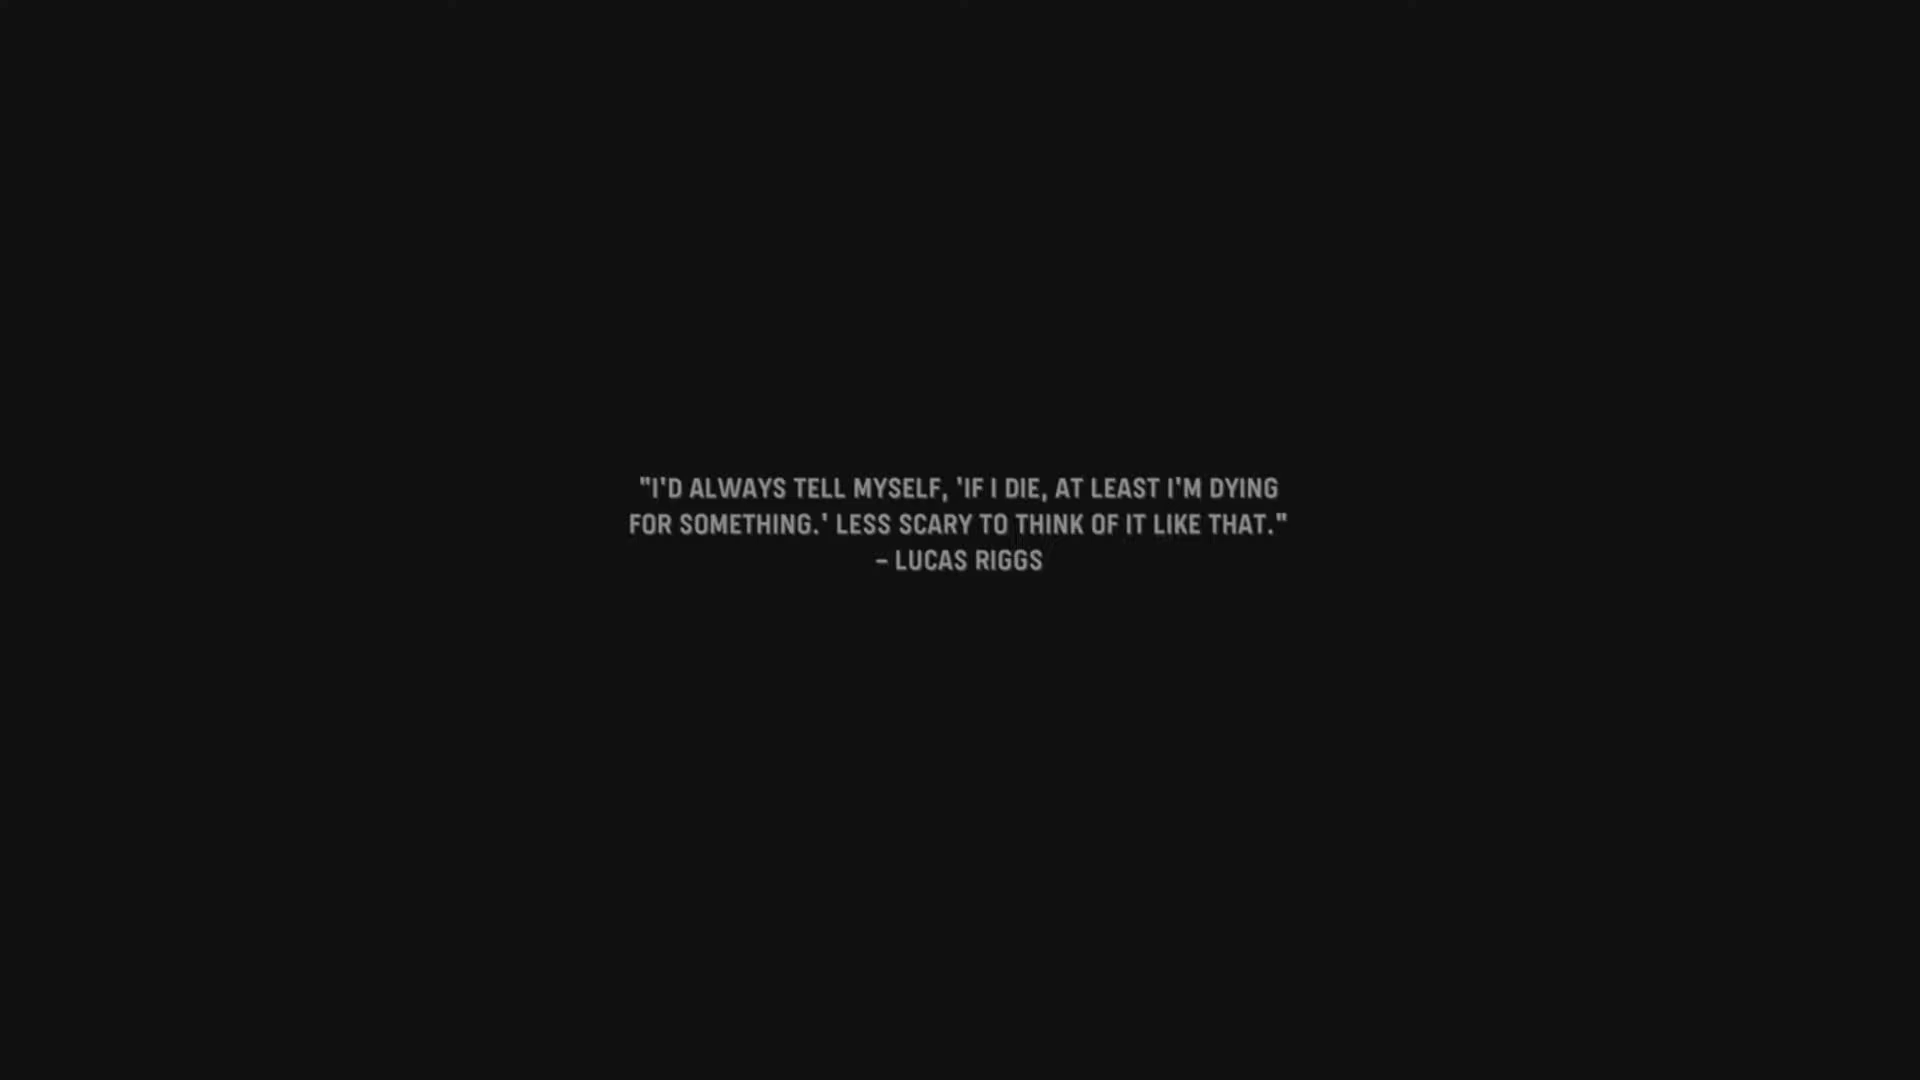 "I'D ALWAYS TELL MYSELF, 'IF I DIE, AT LEAST I'M DYING
FOR SOMETHING.' LESS SCARY TO THINK OF IT LIKE THAT."
– LUCAS RIGGS